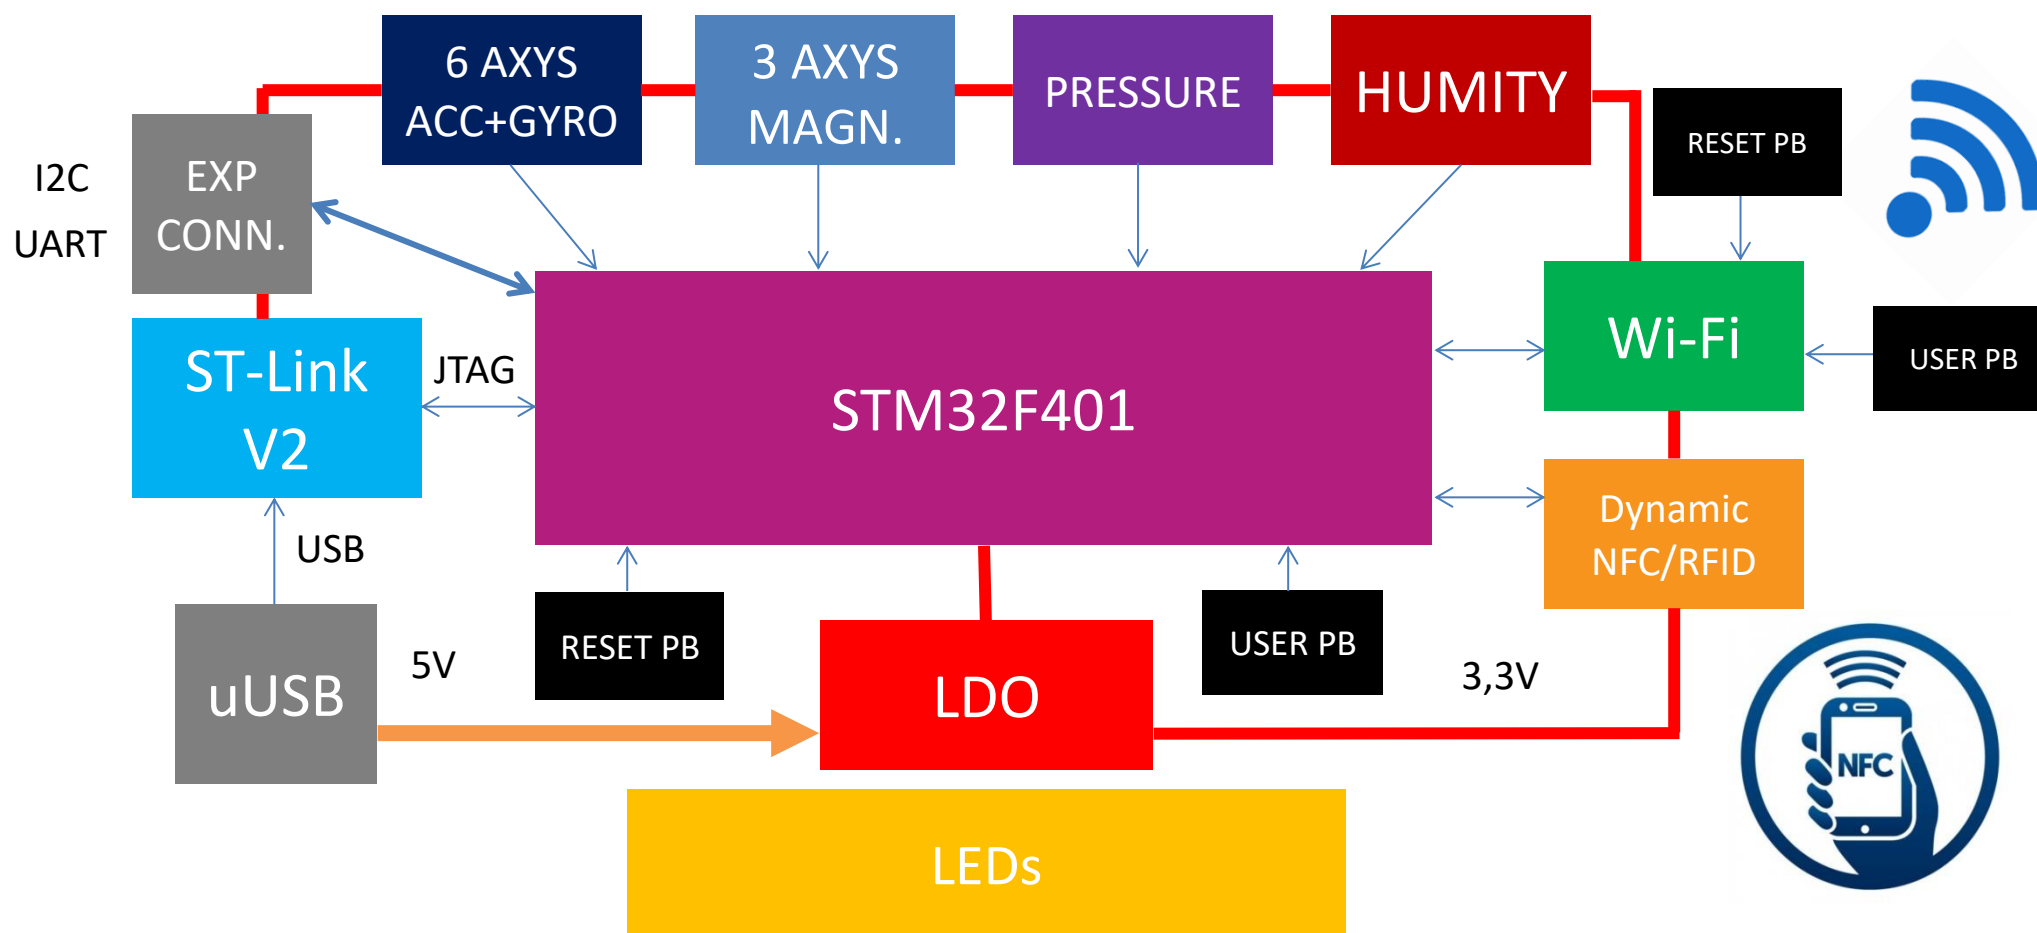 6 AXYS
ACC+GYRO
3 AXYS
MAGN.
PRESSURE
HUMITY
RESET PB
I2C
UART
EXP
CONN.
ST-Link
V2
JTAG
STM32F401
Wi-Fi
USER PB
Dynamic
NFC/RFID
USB
uUSB
5V
RESET PB
LDO
USER PB
3,3V
NFC
LEDs